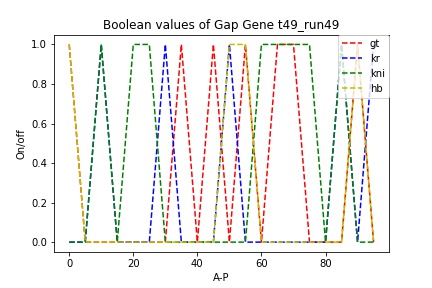 Boolean values of Gap Gene t49_run49
1.0
0.8
0.6
0.4
0.2
0.0
On/off
0 20 40 60 80
A-P
gt
kr
kni
hb